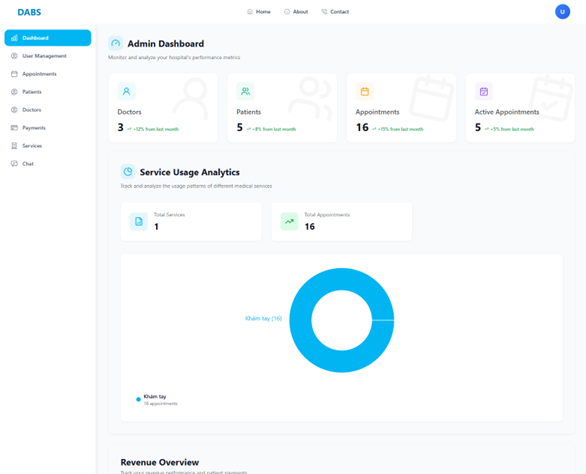 DABS
Home
About
Contact
U
Dashboard
User Management
Appointments
Patients
Doctors
Payments
Services
Chat
Admin Dashboard
Monitor and analyze your hospital's performance metrics
Doctors
3 +12% from last month
Patients
5 +8% from last month
Appointments
16 +15% from last month
Active Appointments
5 +5% from last month
Service Usage Analytics
Track and analyze the usage patterns of different medical services
Total Services
1
Total Appointments
16
Khám tay (16)
Khám tay
16 appointments
Revenue Overview
Track your revenue performance and patient payments